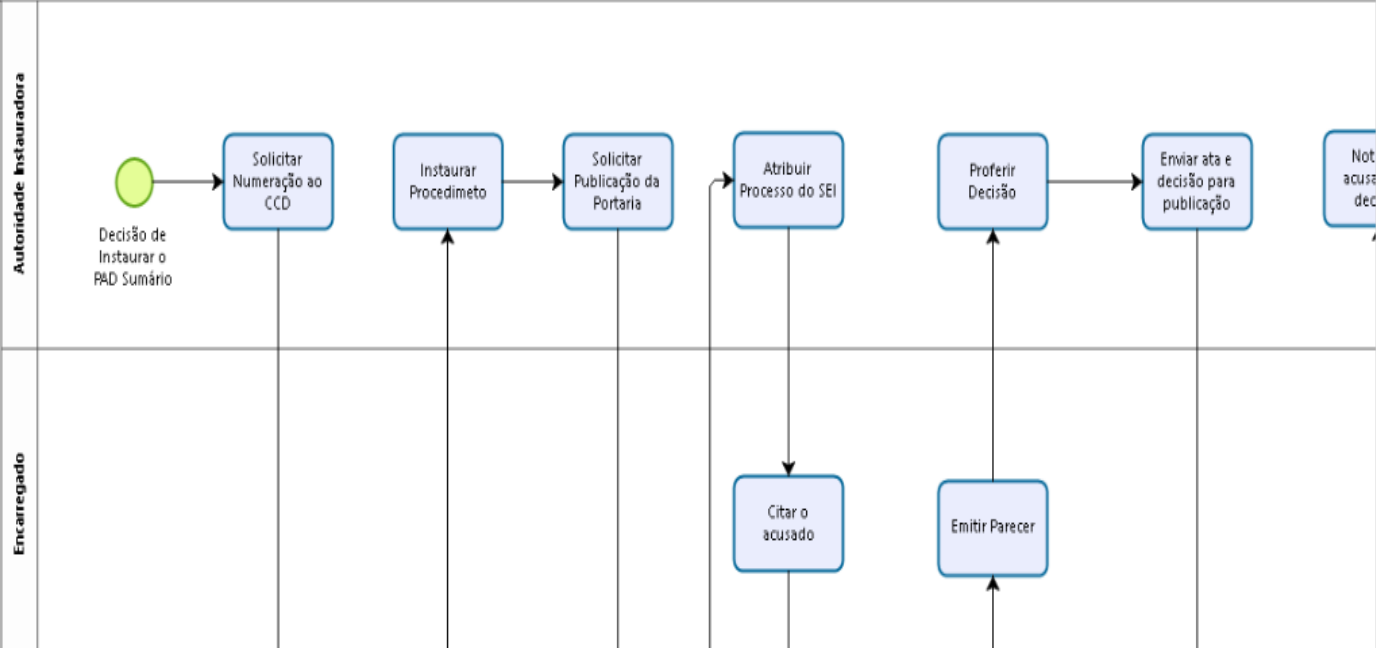 Autoridade Instauradora
Decisão de
Instaurar o
PAD Sumário
Solicitar
Numeração ao
CCD
Instaurar
Procedimeto
Solicitar
Publicação da
Portaria
Atribuir
Processo do SEI
Proferir
Decisão
Enviar ata e
decisão para
publicação
Encarregado
Citar o
acusado
Emitir Parecer